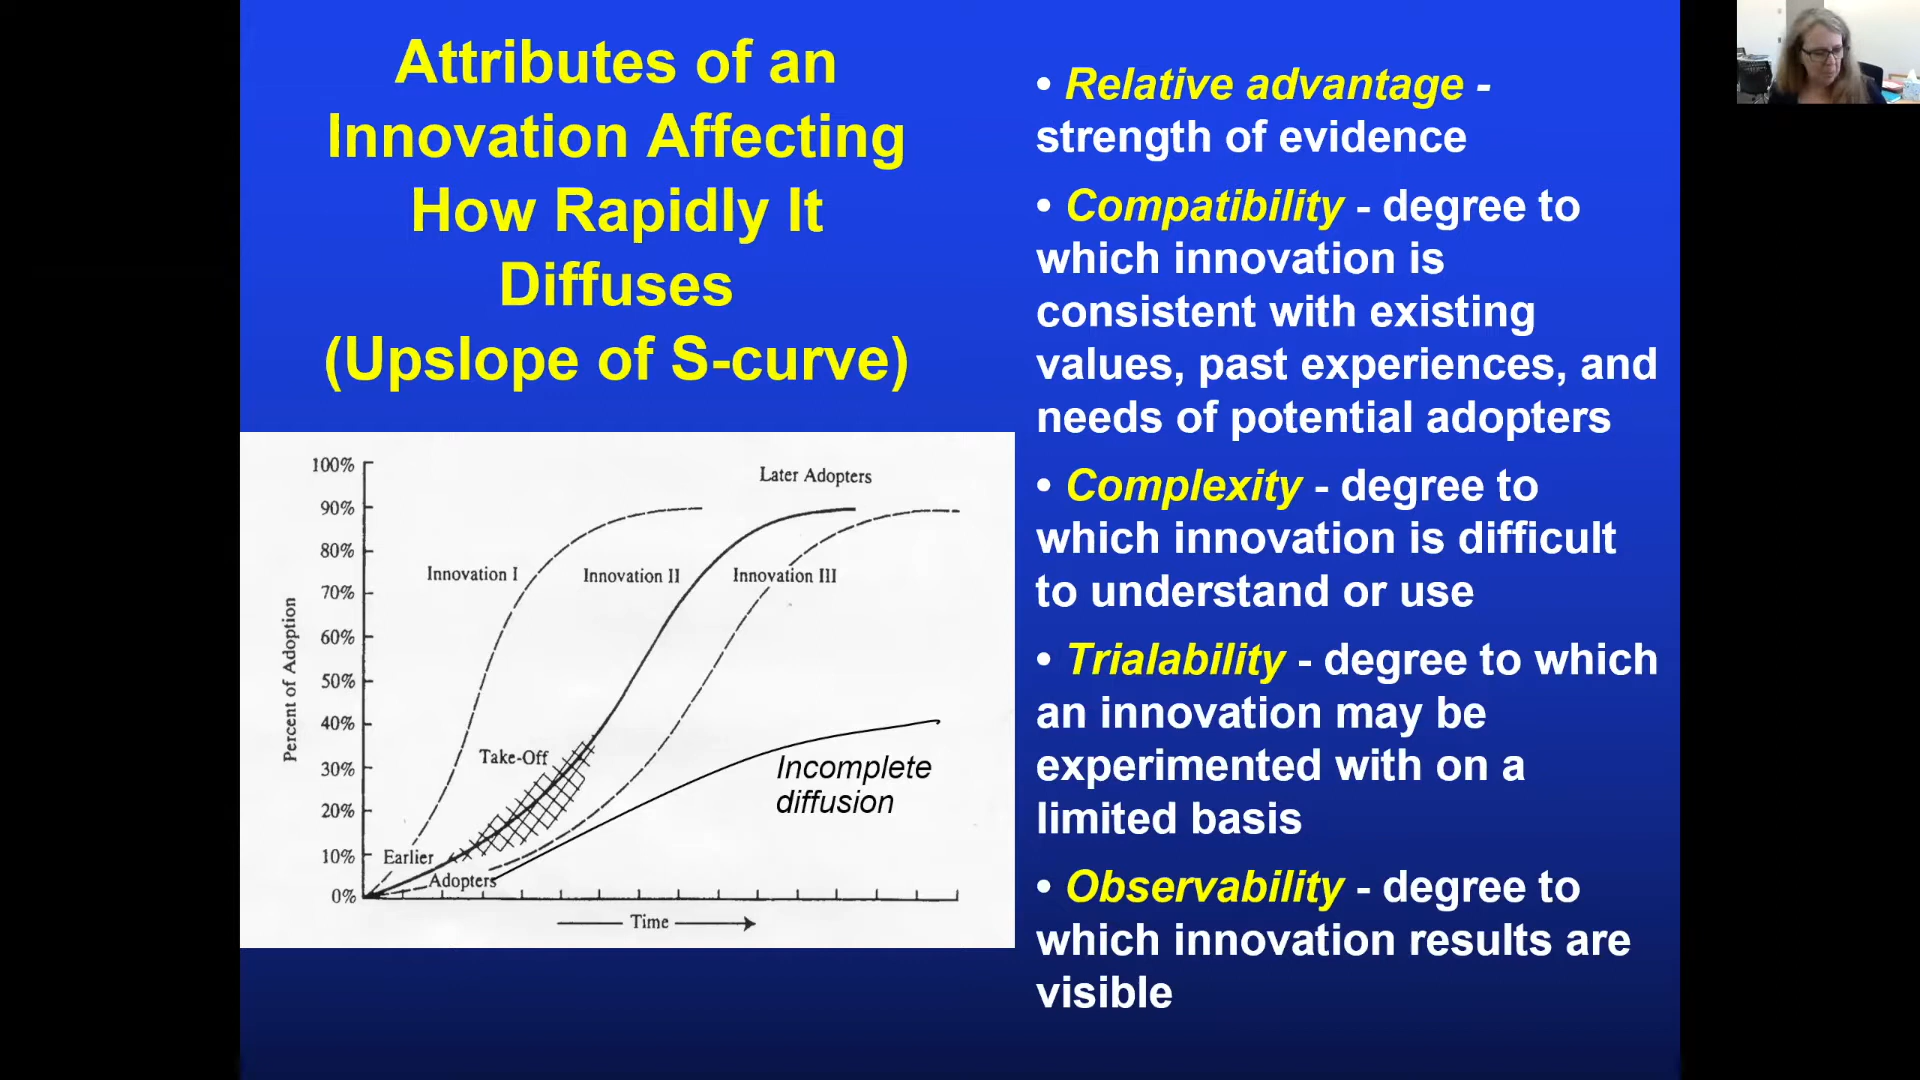 Attributes of an
Innovation Affecting
How Rapidly It
Diffuses
(Upslope of S-curve)
• Relative advantage -
strength of evidence
• Compatibility - degree to
which innovation is
consistent with existing
values, past experiences, and
needs of potential adopters
• Complexity - degree to
which innovation is difficult
to understand or use
• Trialability - degree to which
an innovation may be
experimented with on a
limited basis
• Observability - degree to
which innovation results are
visible
Percent of Adoption
100%
90%
80%
70%
60%
50%
40%
30%
20%
10%
0%
Later Adopters
Innovation I
Innovation II
Innovation III
Take-Off
Incomplete
diffusion
Earlier
Adopters
Time